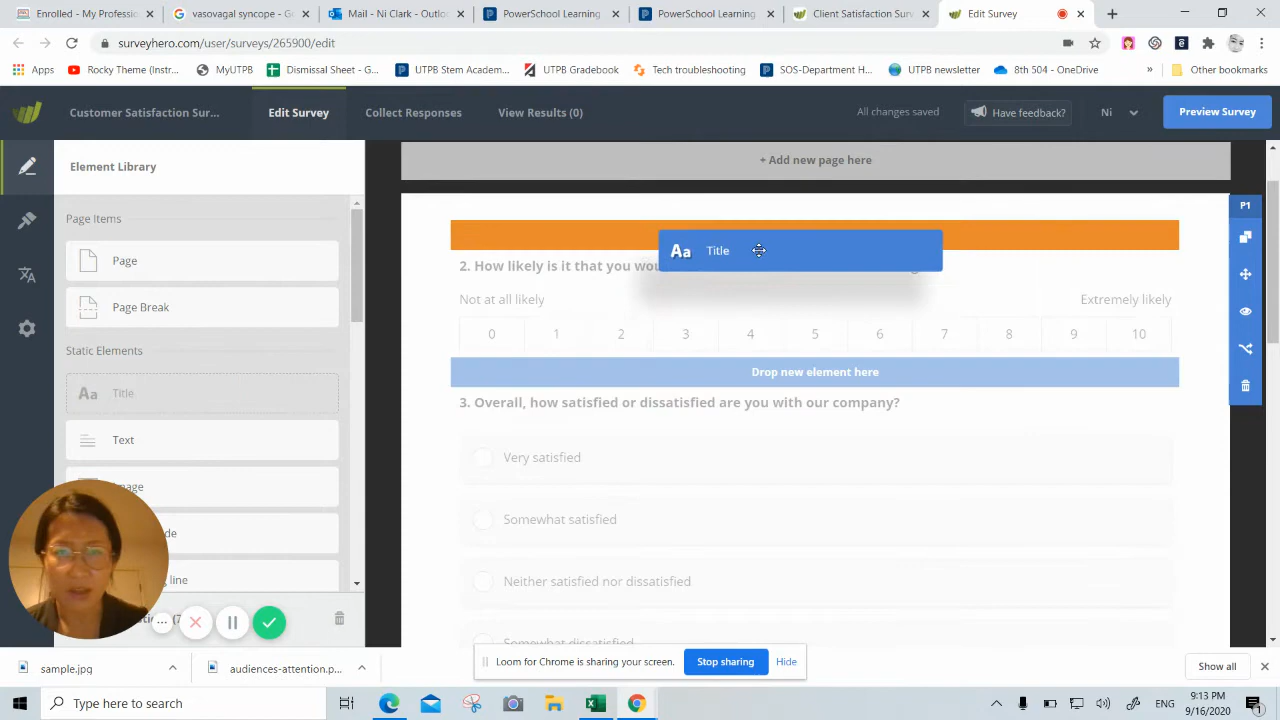 Enrolled - My Professi...
vasovagal syncope - Go
Mail - Ni Clark - Outlo
PowerSchool Learning
PowerSchool Learning
Client Satisfaction Surv
Edit Survey
surveyhero.com/user/surveys/265900/edit
Apps
Rocky Theme (Instr...
MyUTPB
Dismissal Sheet - G...
UTPB Stem Academ...
UTPB Gradebook
Tech troubleshooting
SOS-Department H...
UTPB newsletter
8th 504 - OneDrive
»
Other bookmarks
Customer Satisfaction Sur...
Edit Survey
Collect Responses
View Results (0)
All changes saved
Have feedback?
Ni
Preview Survey
Element Library
+ Add new page here
P1
Page Items
Page
Page Break
Static Elements
Aa Title
Text
Aa Title
2. How likely is it that you
Not at all likely
Extremely likely
0 1 2 3 4 5 6 7 8 9 10
Drop new element here
3. Overall, how satisfied or dissatisfied are you with our company?
Very satisfied
Somewhat satisfied
Neither satisfied nor dissatisfied
Somewhat dissatisfied
line
Loom for Chrome is sharing your screen.
Stop sharing
Hide
sample.jpg
audiences-attention.p...
Show all
Type here to search
ENG
9:13 PM
9/16/2020